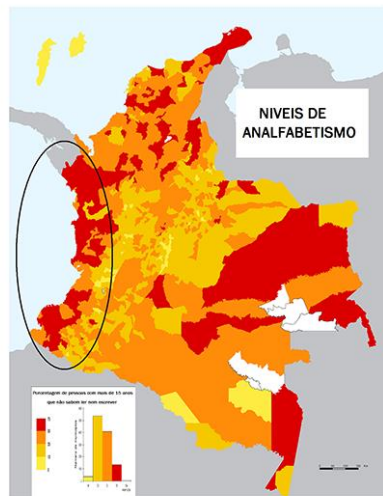 NIVEIS DE
ANALFABETISMO
Porcentagem de pessoas com mais de 15 anos
que não sabem ler nem escrever